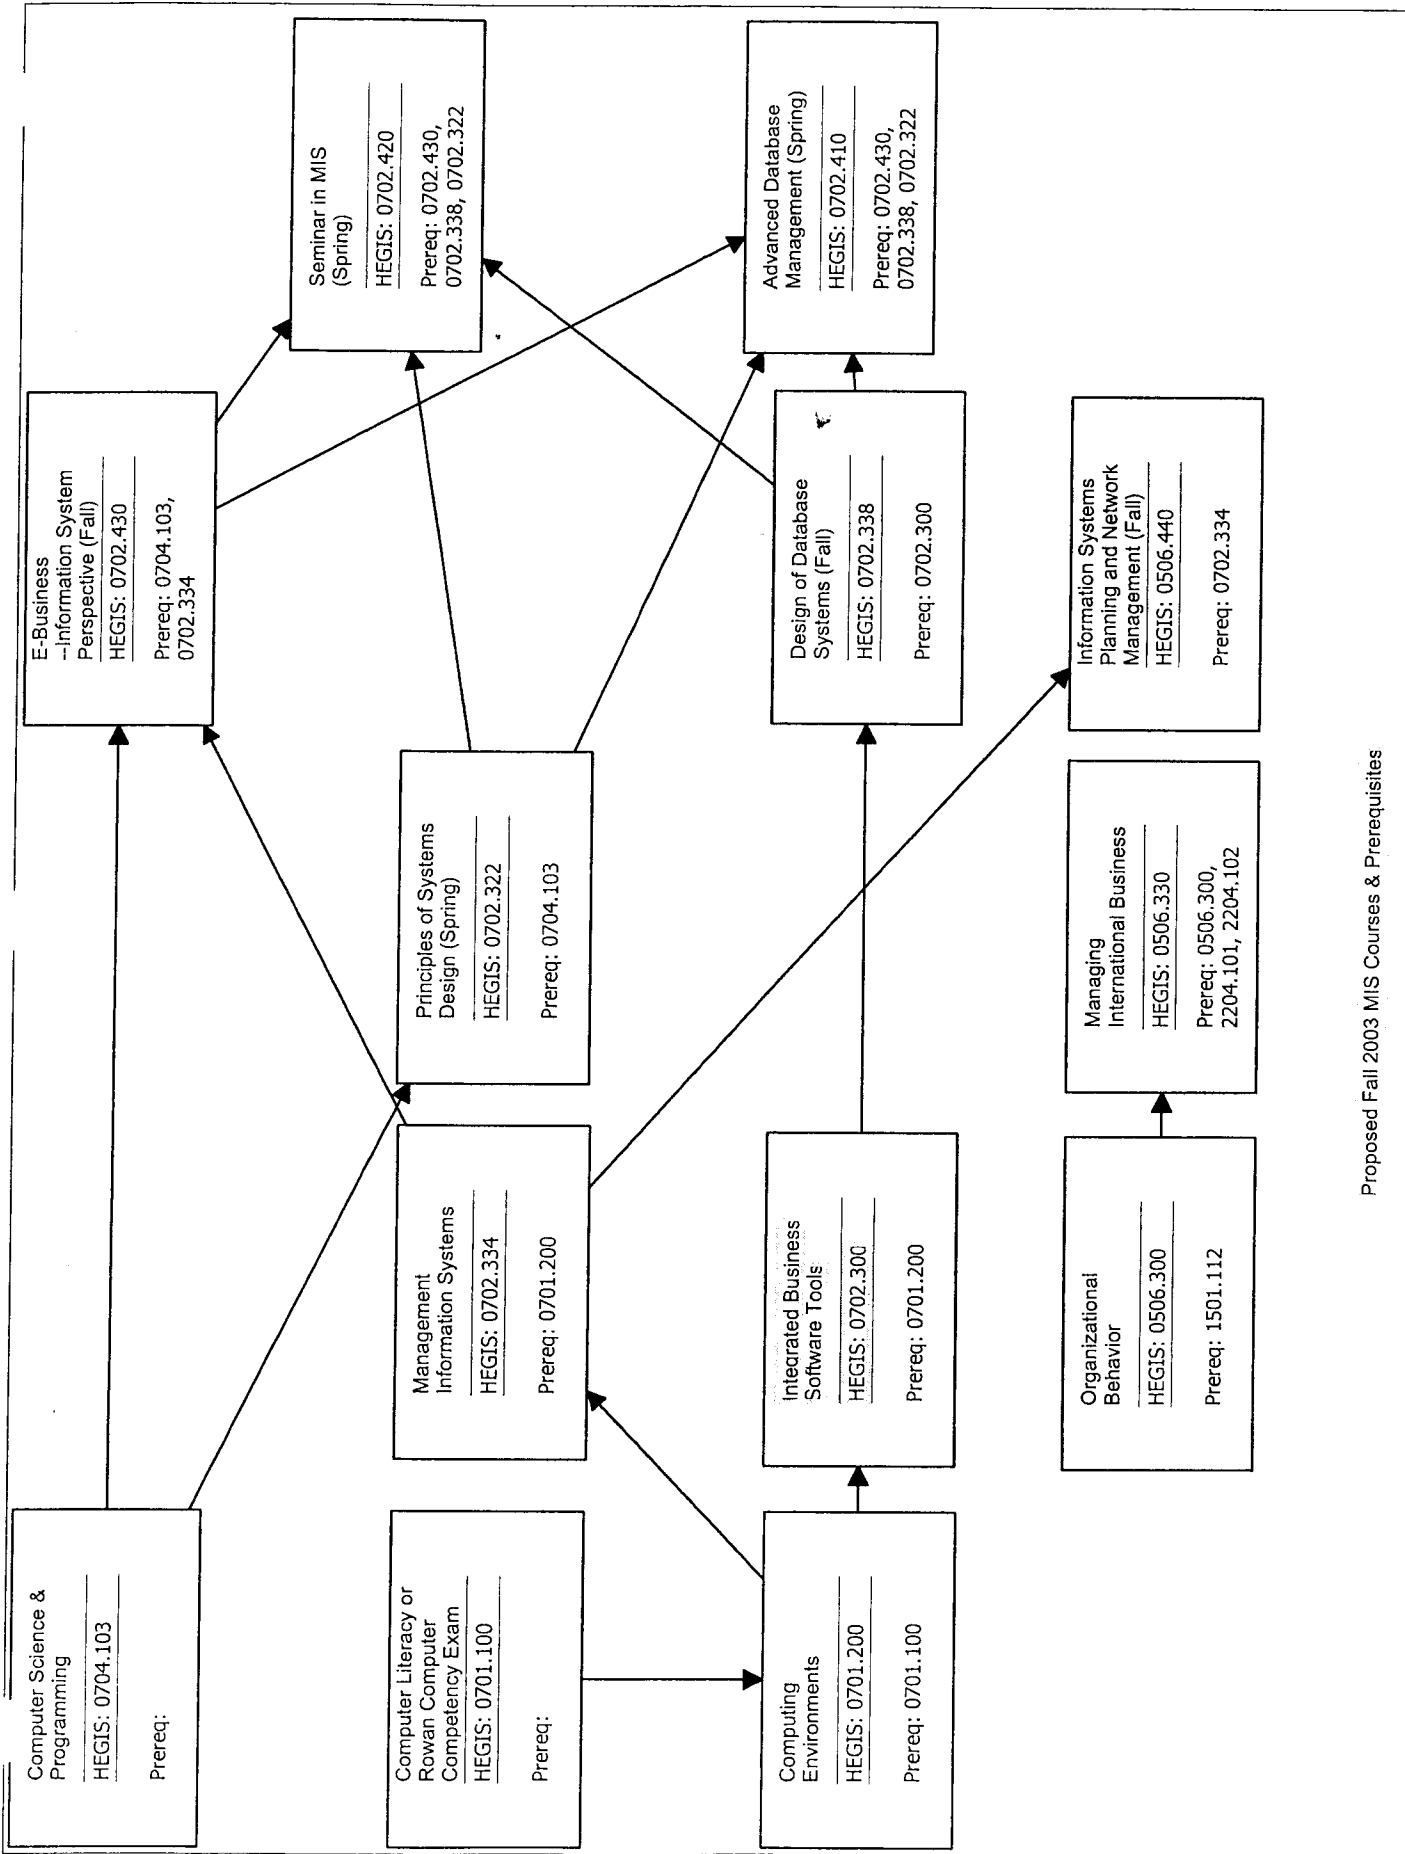 Computer Science &
Programming
HEGIS: 0704.103
Prereq:
E-Business
--Information System
Perspective (Fall)
HEGIS: 0702.430
Prereq: 0704.103,
0702.334
Seminar in MIS
(Spring)
HEGIS: 0702.420
Prereq: 0702.430,
0702.338, 0702.322
Computer Literacy or
Rowan Computer
Competency Exam
HEGIS: 0701.100
Prereq:
Management
Information Systems
HEGIS: 0702.334
Prereq: 0701.200
Principles of Systems
Design (Spring)
HEGIS: 0702.322
Prereq: 0704.103
Computing
Environments
HEGIS: 0701.200
Prereq: 0701.100
Integrated Business
Software Tools
HEGIS: 0702.300
Prereq: 0701.200
Design of Database
Systems (Fall)
HEGIS: 0702.338
Prereq: 0702.300
Advanced Database
Management (Spring)
HEGIS: 0702.410
Prereq: 0702.430,
0702.338, 0702.322
Organizational
Behavior
HEGIS: 0506.300
Prereq: 1501.112
Managing
International Business
HEGIS: 0506.330
Prereq: 0506.300,
2204.101, 2204.102
Information Systems
Planning and Network
Management (Fall)
HEGIS: 0506.440
Prereq: 0702.334
Proposed Fall 2003 MIS Courses & Prerequisites